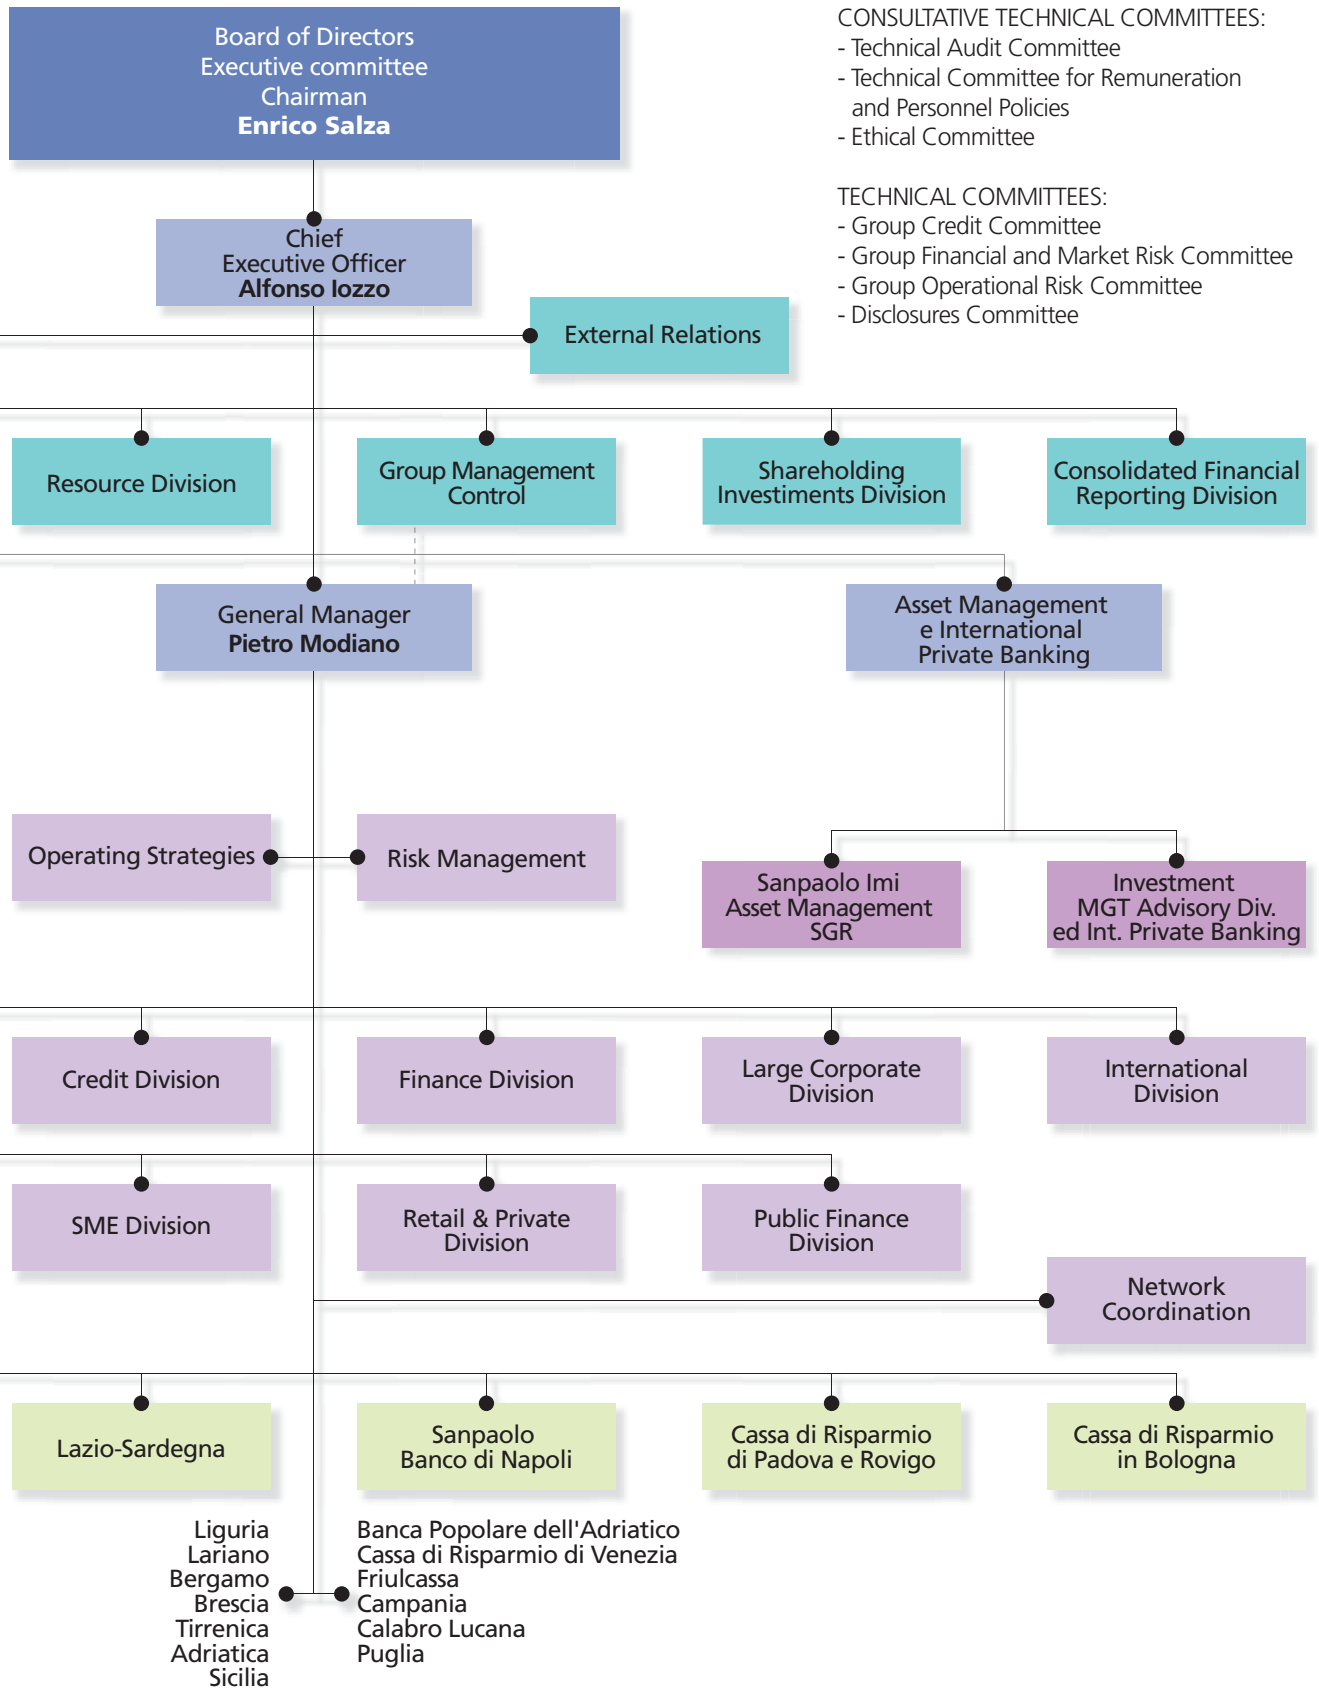 Board of Directors
Executive committee
Chairman
Enrico Salza
CONSULTATIVE TECHNICAL COMMITTEES:
- Technical Audit Committee
- Technical Committee for Remuneration
and Personnel Policies
- Ethical Committee
TECHNICAL COMMITTEES:
- Group Credit Committee
- Group Financial and Market Risk Committee
- Group Operational Risk Committee
- Disclosures Committee
Chief
Executive Officer
Alfonso Iozzo
External Relations
Resource Division
Group Management
Control
Shareholding
Investiments Division
Consolidated Financial
Reporting Division
General Manager
Pietro Modiano
Asset Management
e International
Private Banking
Operating Strategies
Risk Management
Sanpaolo Imi
Asset Management
SGR
Investment
MGT Advisory Div.
ed Int. Private Banking
Credit Division
Finance Division
Large Corporate
Division
International
Division
SME Division
Retail & Private
Division
Public Finance
Division
Network
Coordination
Lazio-Sardegna
Sanpaolo
Banco di Napoli
Cassa di Risparmio
di Padova e Rovigo
Cassa di Risparmio
in Bologna
Liguria
Lariano
Bergamo
Brescia
Tirrenica
Adriatica
Sicilia
Banca Popolare dell'Adriatico
Cassa di Risparmio di Venezia
Friulcassa
Campania
Calabro Lucana
Puglia